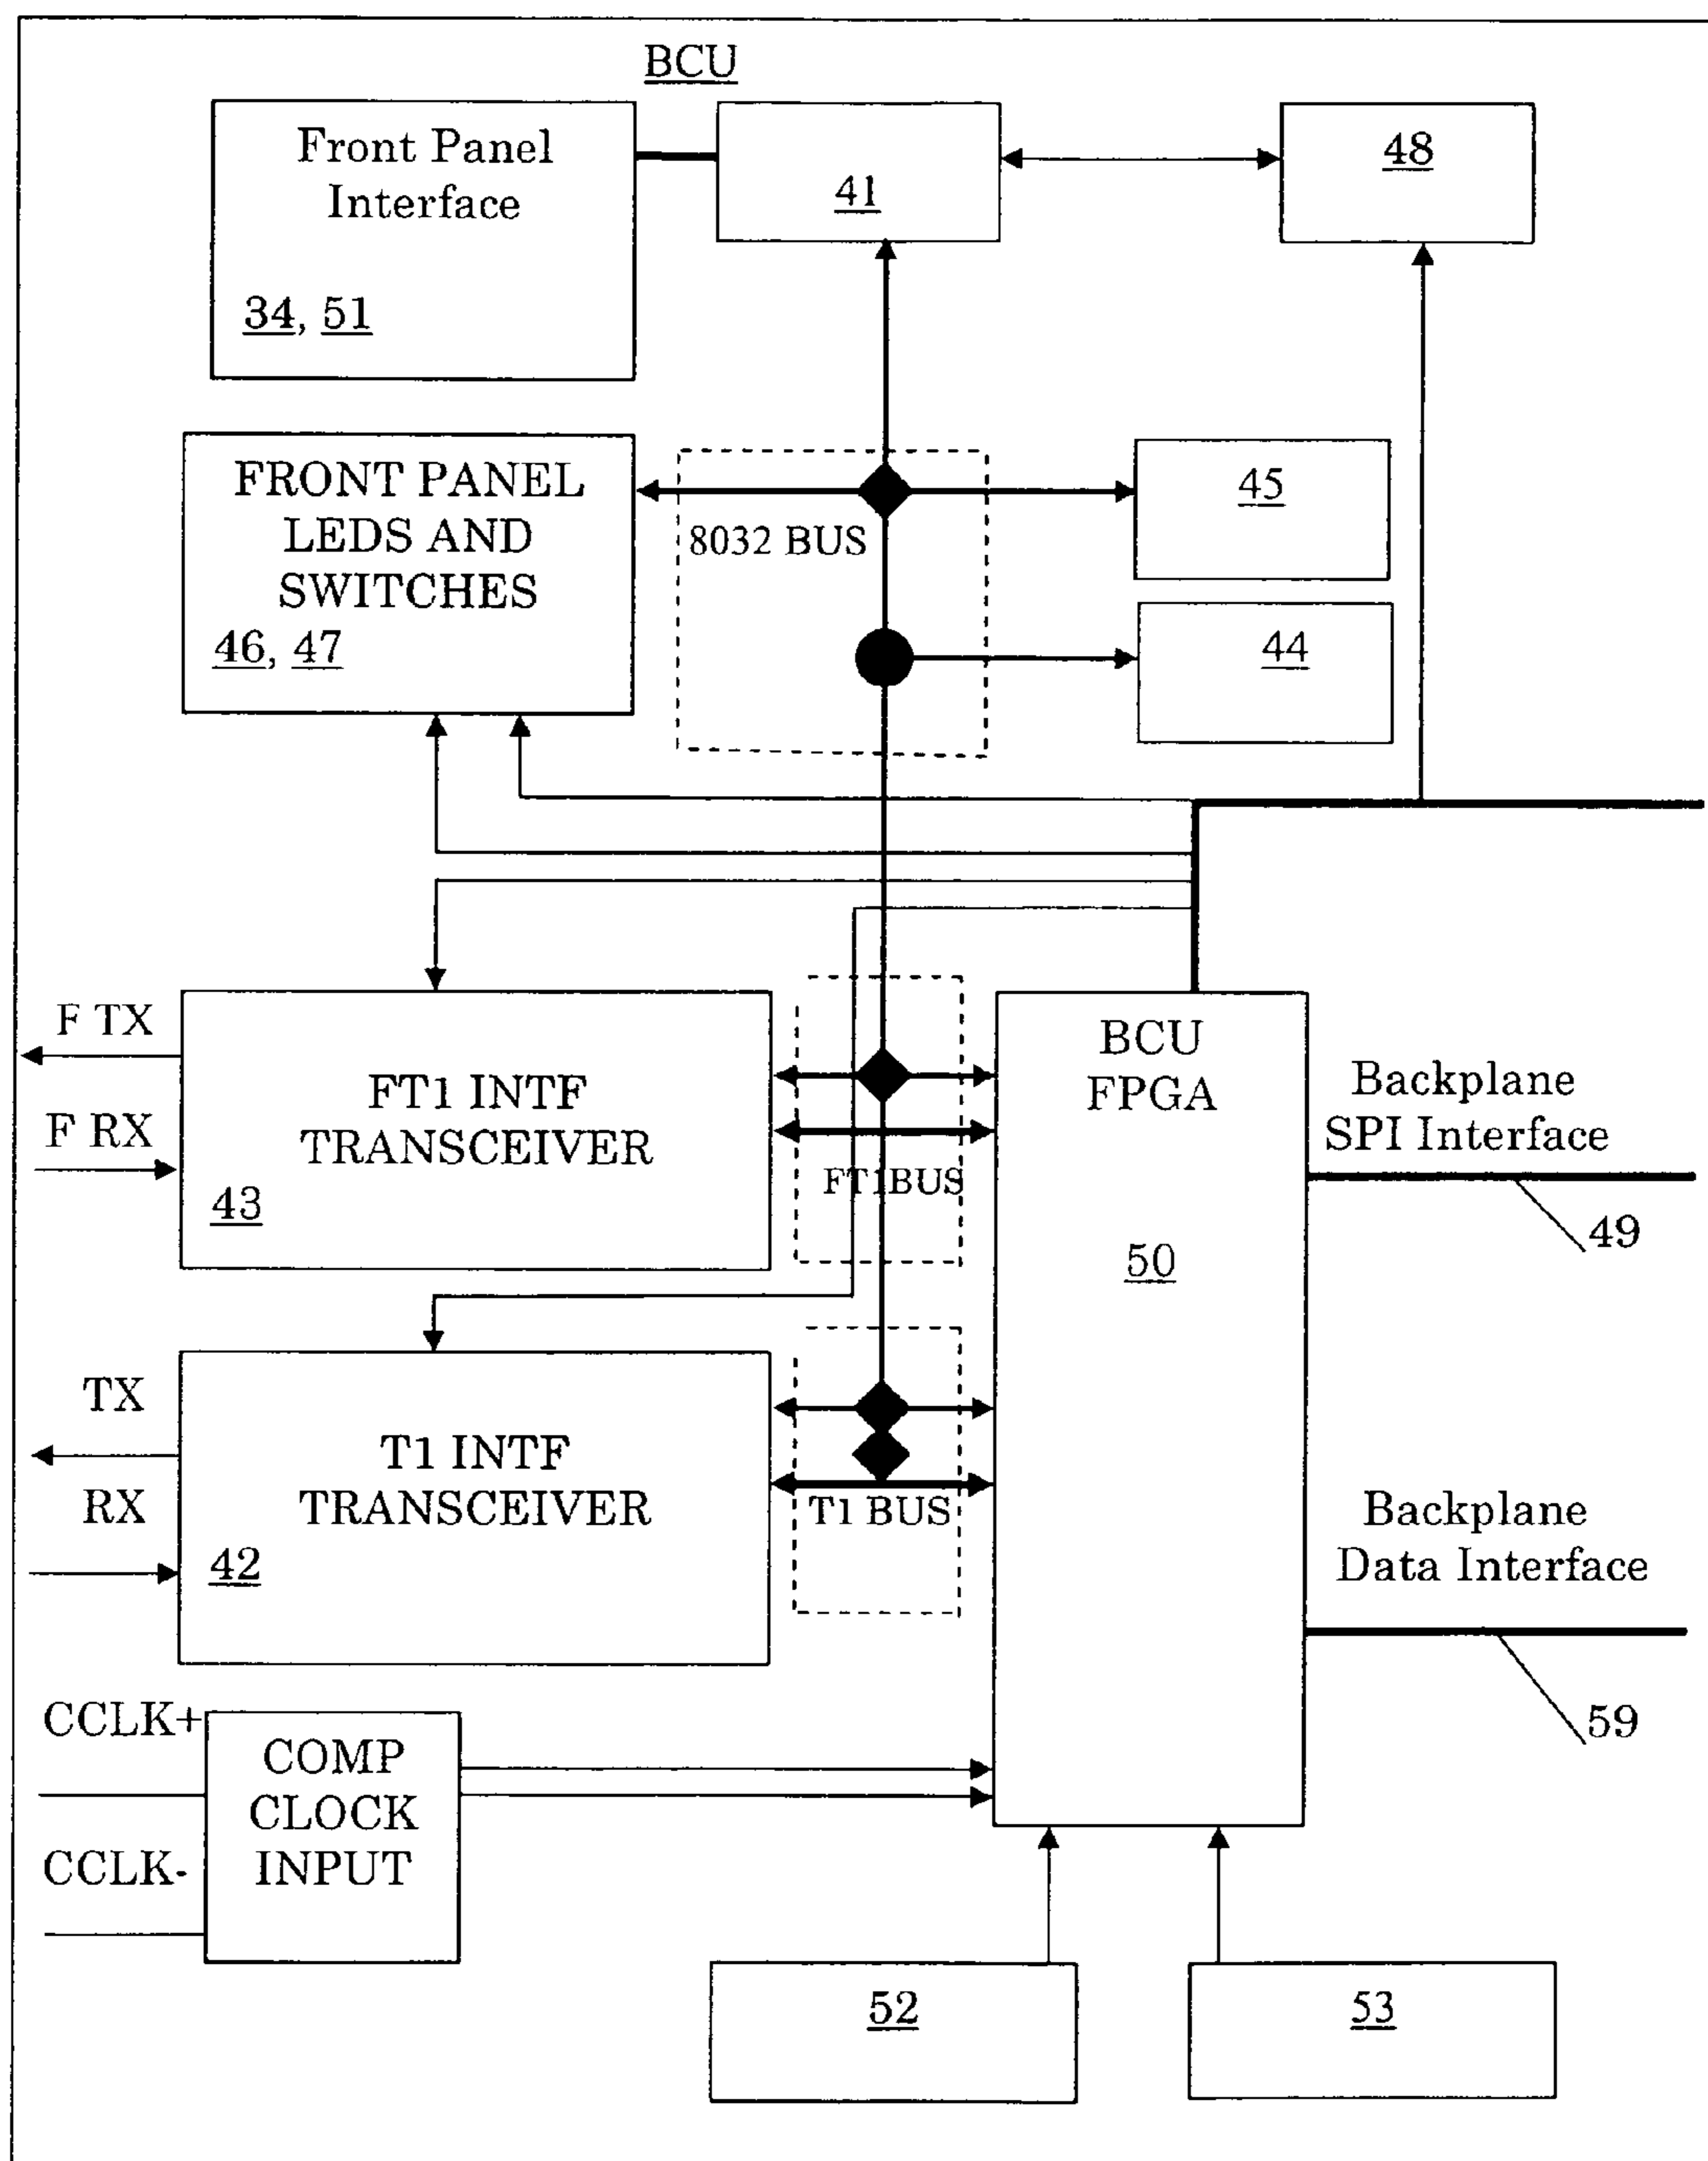 BCU
Front Panel
Interface
34, 51
41
48
FRONT PANEL
LEDS AND
SWITCHES
46, 47
8032 BUS
45
44
F TX
F RX
FT1 INTF
TRANSCEIVER
43
FT1BUS
BCU
FPGA
50
Backplane
SPI Interface
49
TX
RX
T1 INTF
TRANSCEIVER
42
T1 BUS
Backplane
Data Interface
59
CCLK+
CCLK-
COMP
CLOCK
INPUT
52
53